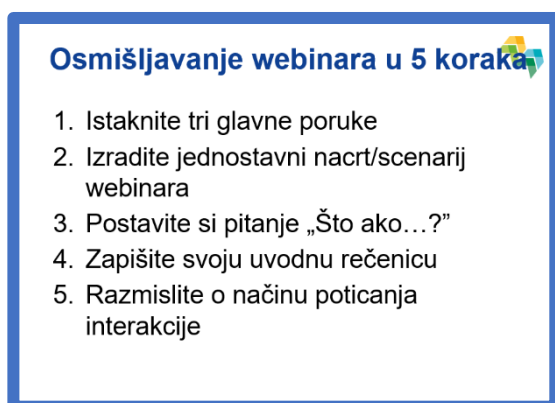 Osmišljavanje webinara u 5 koraka
1. Istaknite tri glavne poruke
2. Izradite jednostavni nacrt/scenarij
webinara
3. Postavite si pitanje „Što ako…?”
4. Zapišite svoju uvodnu rečenicu
5. Razmislite o načinu poticanja
interakcije